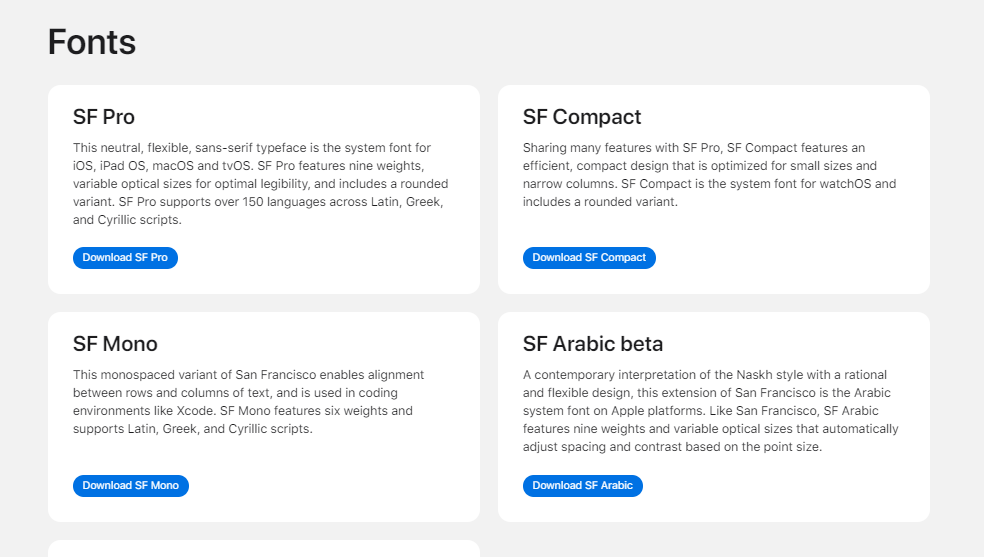 Fonts
SF Pro
This neutral, flexible, sans-serif typeface is the system font for
iOS, iPad OS, macOS and tvOS. SF Pro features nine weights,
variable optical sizes for optimal legibility, and includes a rounded
variant. SF Pro supports over 150 languages across Latin, Greek,
and Cyrillic scripts.
Download SF Pro
SF Compact
Sharing many features with SF Pro, SF Compact features an
efficient, compact design that is optimized for small sizes and
narrow columns. SF Compact is the system font for watchOS and
includes a rounded variant.
Download SF Compact
SF Mono
This monospaced variant of San Francisco enables alignment
between rows and columns of text, and is used in coding
environments like Xcode. SF Mono features six weights and
supports Latin, Greek, and Cyrillic scripts.
Download SF Mono
SF Arabic beta
A contemporary interpretation of the Naskh style with a rational
and flexible design, this extension of San Francisco is the Arabic
system font on Apple platforms. Like San Francisco, SF Arabic
features nine weights and variable optical sizes that automatically
adjust spacing and contrast based on the point size.
Download SF Arabic